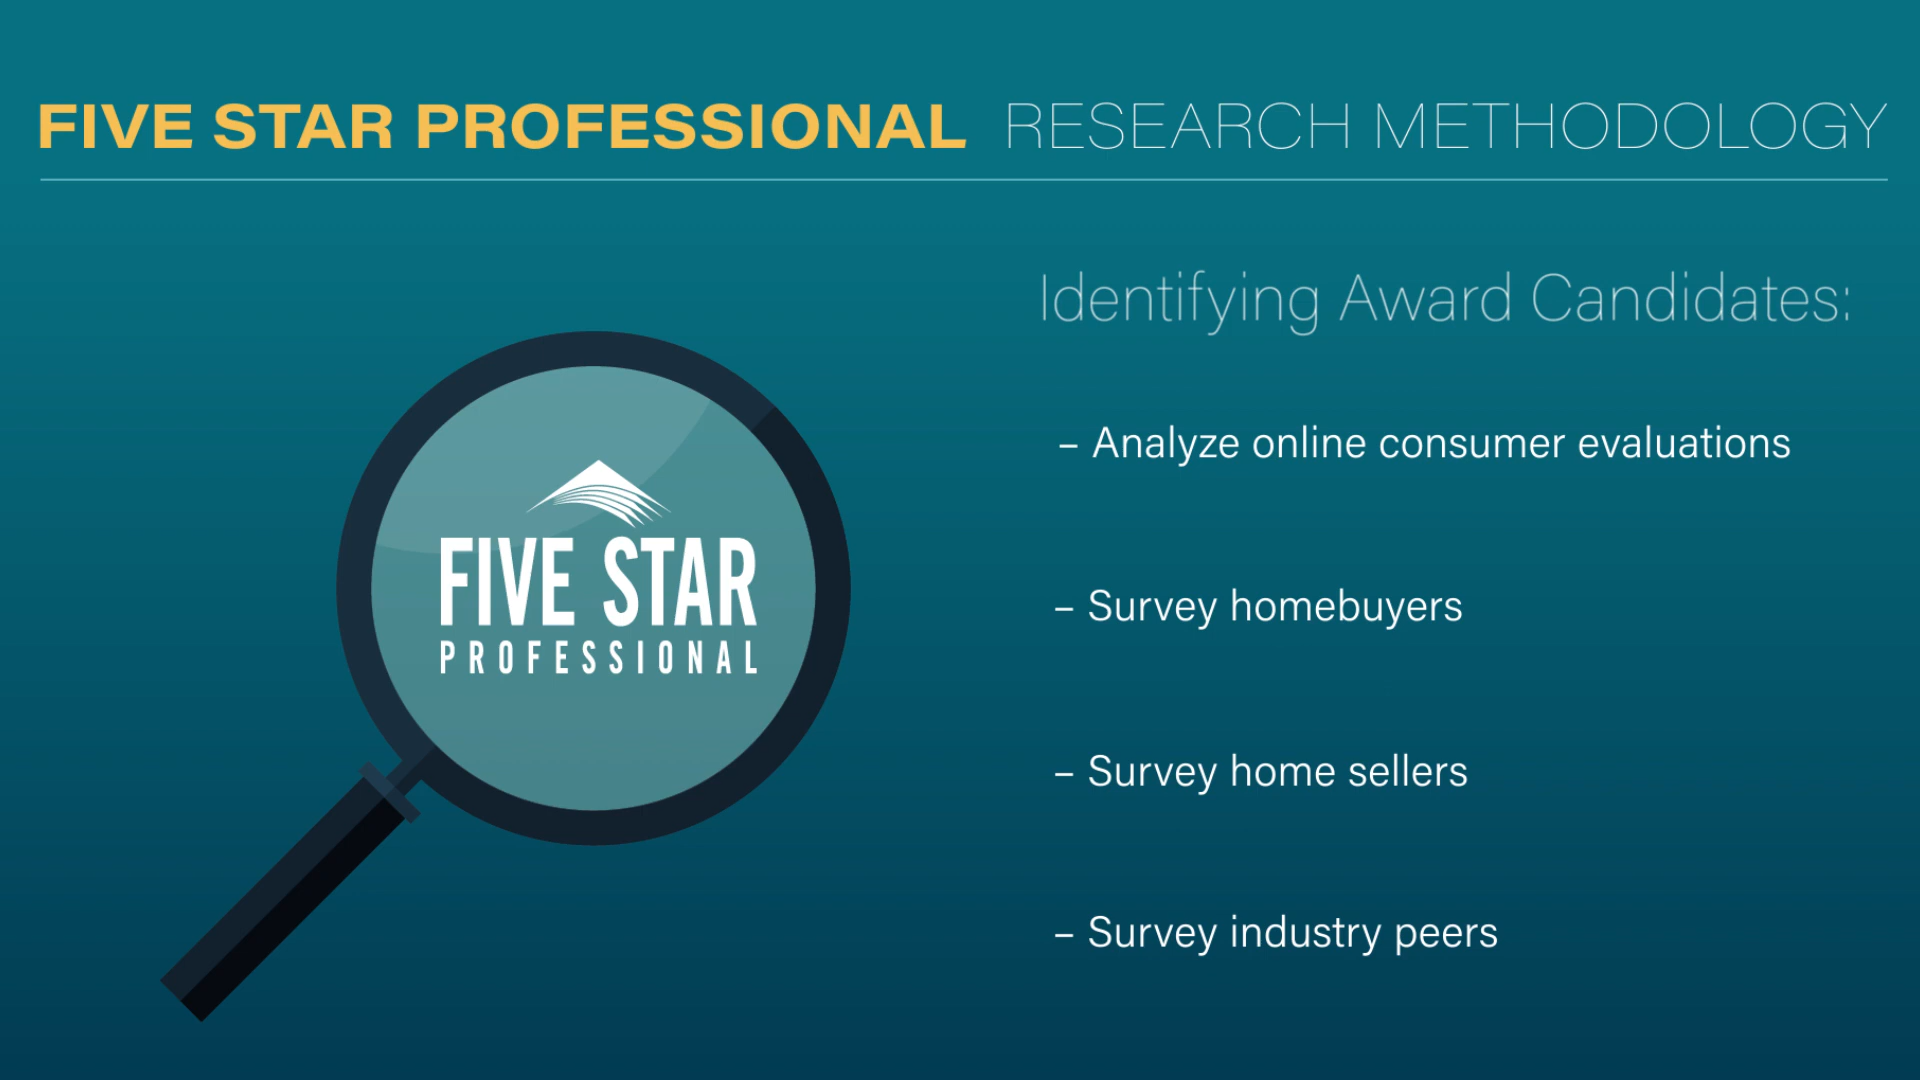 FIVE STAR PROFESSIONAL RESEARCH METHODOLOGY
Identifying Award Candidates:
– Analyze online consumer evaluations
– Survey homebuyers
– Survey home sellers
– Survey industry peers
FIVE STAR
PROFESSIONAL